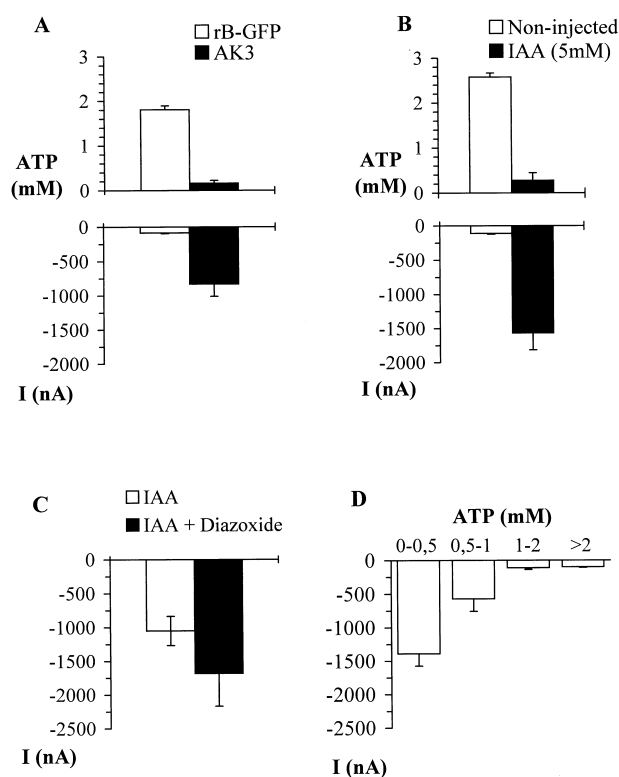 A
rB-GFP
AK3
3
2
1
0
ATP
(mM)
0
-500
-1000
-1500
-2000
I (nA)
B
Non-injected
IAA (5mM)
3
2
1
0
ATP
(mM)
0
-500
-1000
-1500
-2000
I (nA)
C
IAA
IAA + Diazoxide
0
-500
-1000
-1500
-2000
-2500
I (nA)
D
ATP (mM)
0-0,5 0,5-1 1-2 >2
0
-500
-1000
-1500
-2000
-2500
I (nA)